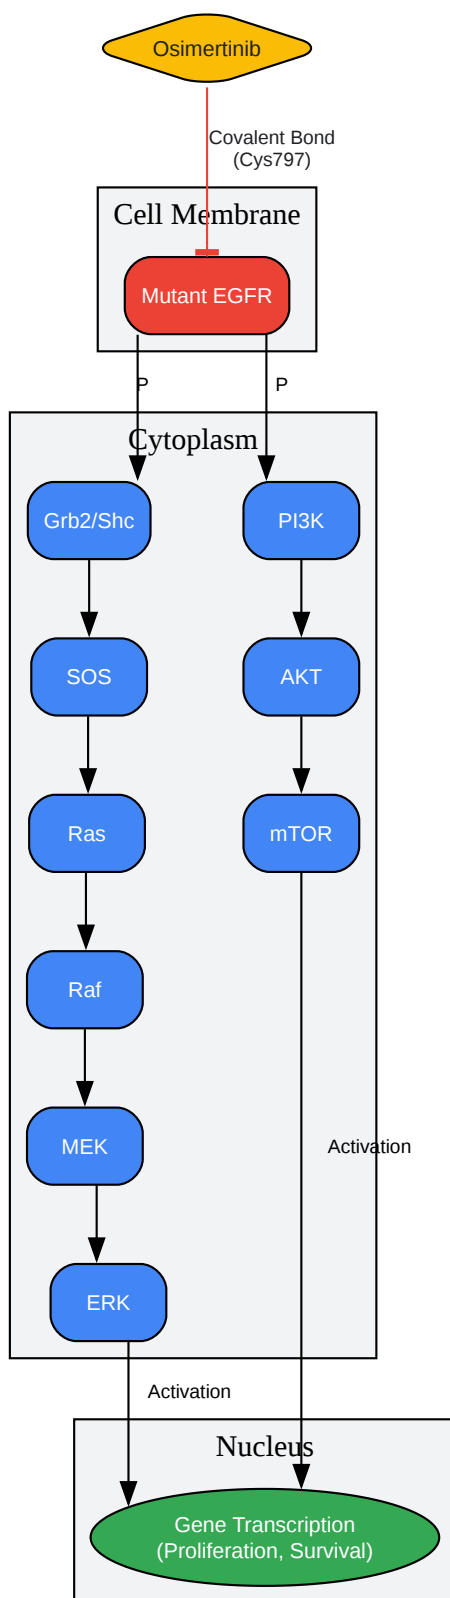 Osimertinib
Covalent Bond
(Cys797)
Cell Membrane
Mutant EGFR
P
P
Cytoplasm
Grb2/Shc
PI3K
SOS
AKT
Ras
mTOR
Raf
MEK
Activation
ERK
Activation
Nucleus
Gene Transcription
(Proliferation, Survival)